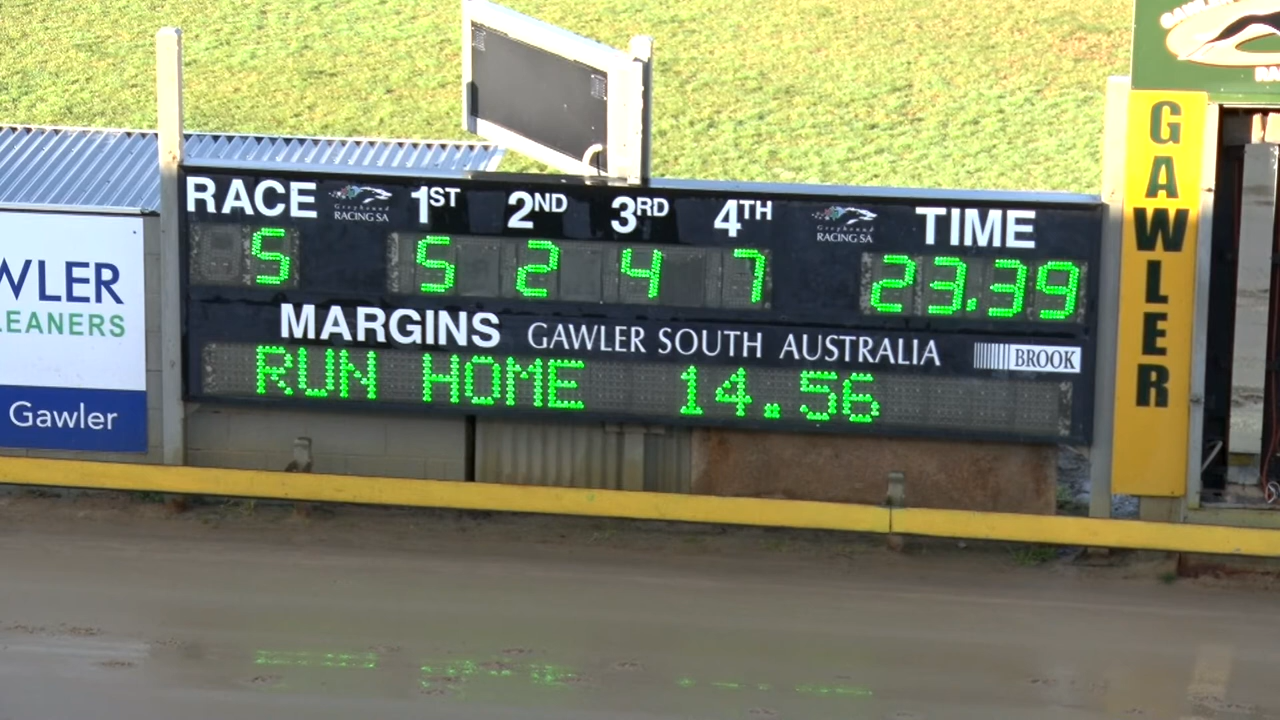 RACE
Greyhound
RACING SA
1ST 2ND 3RD 4TH
Greyhound
RACING SA
TIME
5 5 2 4 7 23.39
MARGINS GAWLER SOUTH AUSTRALIA BROOK
RUN HOME 14.56
WLER
LEANERS
Gawler
GAWLER